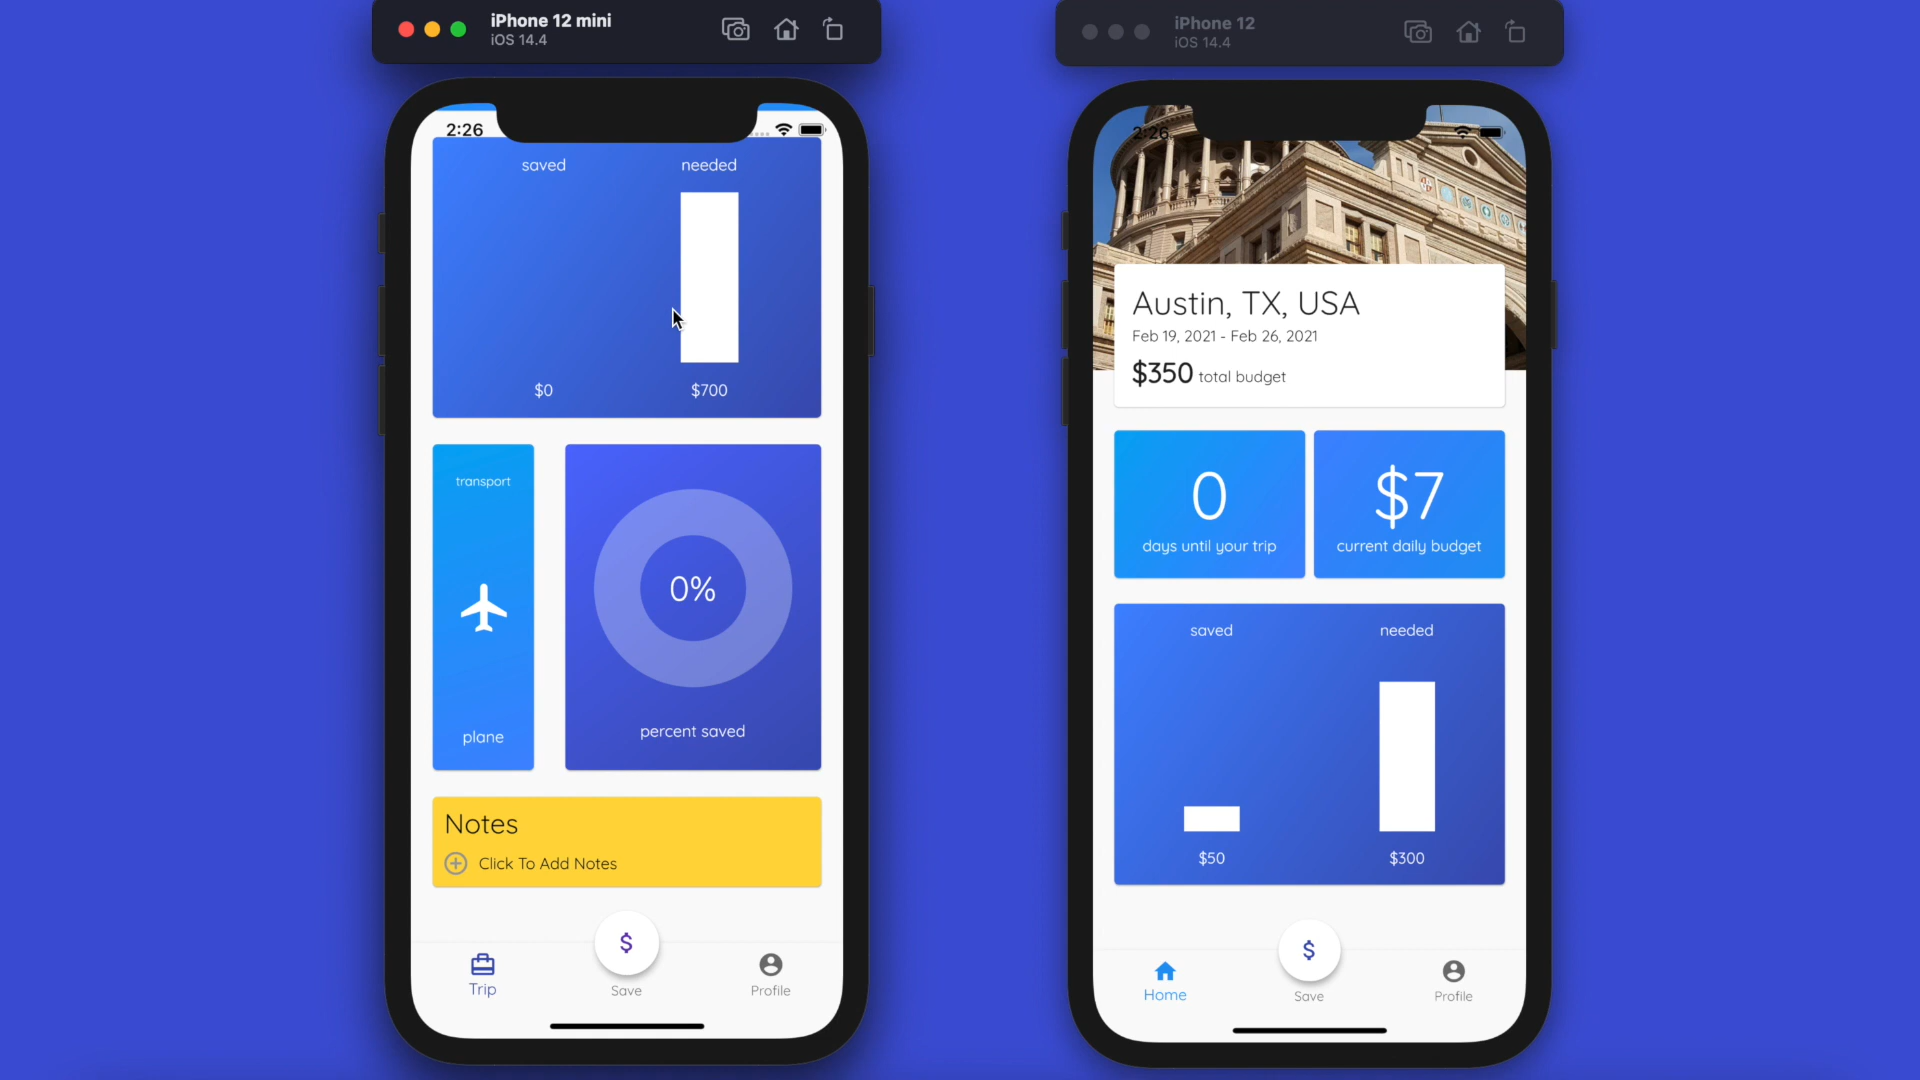 iPhone 12 mini
iOS 14.4
2:26
saved needed
$0 $700
transport
plane
0%
percent saved
Notes
Click To Add Notes
$
Trip
Save
Profile
iPhone 12
iOS 14.4
2:26
Austin, TX, USA
Feb 19, 2021 - Feb 26, 2021
$350 total budget
0
days until your trip
$7
current daily budget
saved needed
$50 $300
$
Home
Save
Profile